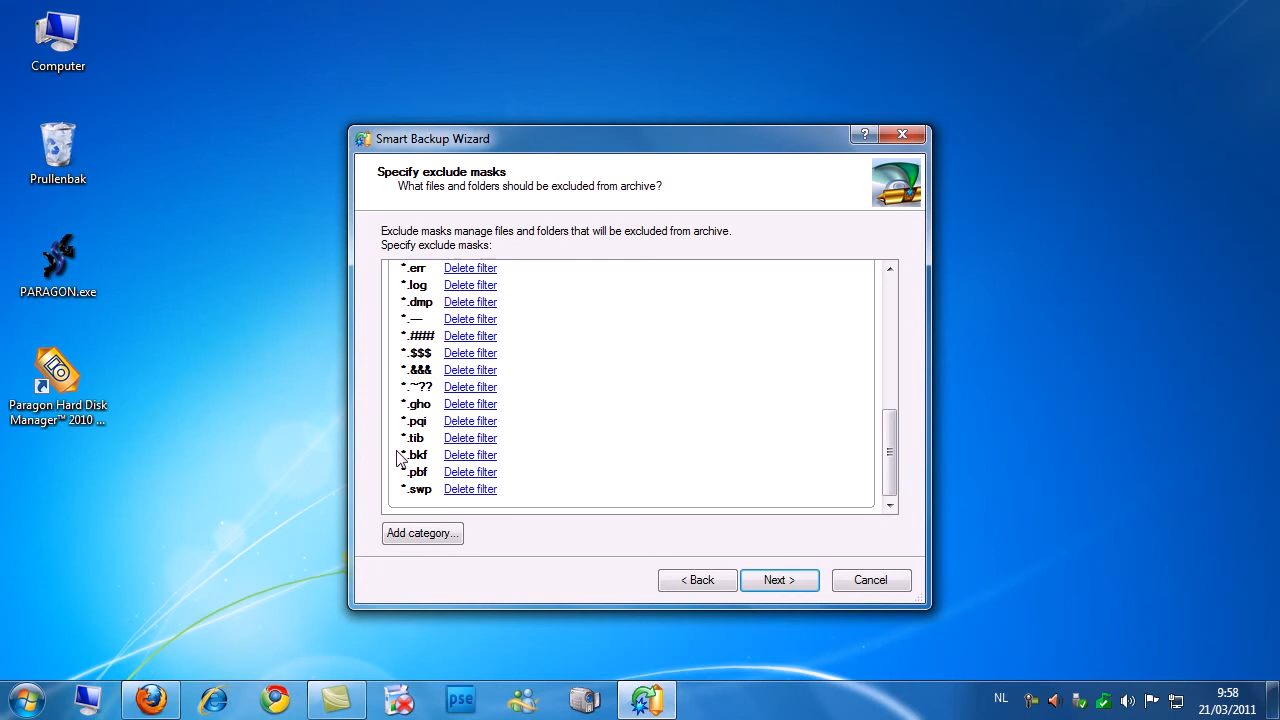 Computer
Prullenbak
PARAGON.exe
Paragon Hard Disk
Manager™ 2010 ...
Smart Backup Wizard
?
Specify exclude masks
What files and folders should be excluded from archive?
Exclude masks manage files and folders that will be excluded from archive.
Specify exclude masks:
*.err Delete filter
*.log Delete filter
*.dmp Delete filter
*.--- Delete filter
*.#### Delete filter
*.$$$ Delete filter
*.&&& Delete filter
*.~?? Delete filter
*.gho Delete filter
*.pqi Delete filter
*.tib Delete filter
*.bkf Delete filter
*.pbf Delete filter
*.swp Delete filter
Add category...
< Back Next > Cancel
pse
NL
9:58
21/03/2011